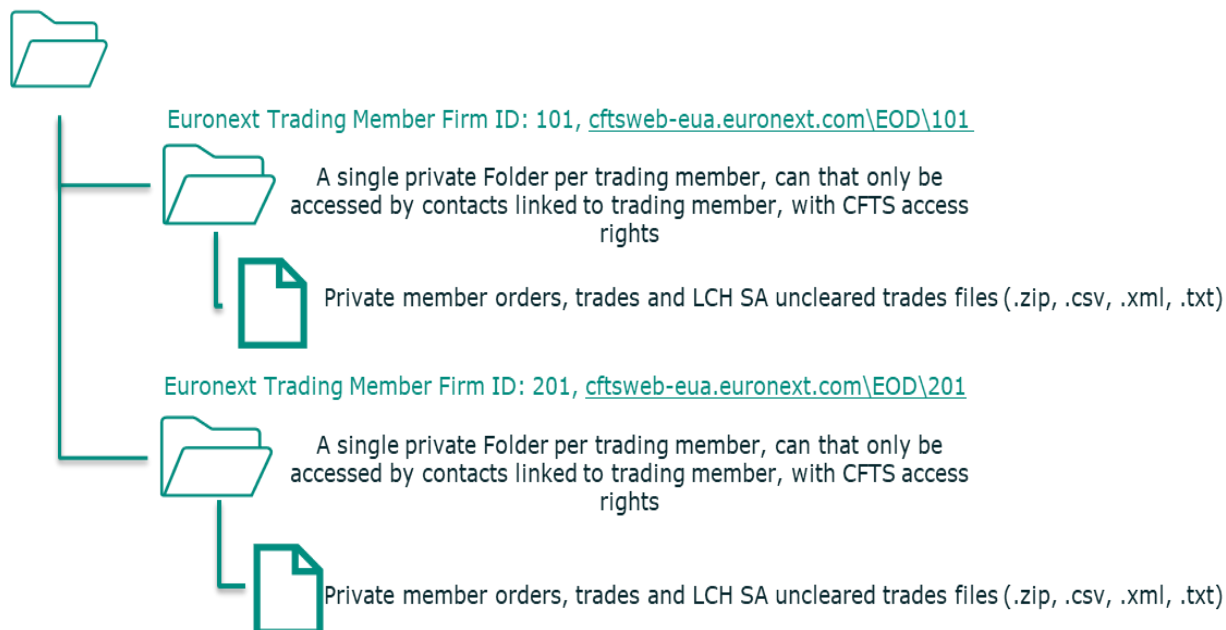 Euronext Trading Member Firm ID: 101, cftsweb-eua.euronext.com\EOD\101
A single private Folder per trading member, can that only be
accessed by contacts linked to trading member, with CFTS access
rights
Private member orders, trades and LCH SA uncleared trades files (.zip, .csv, .xml, .txt)
Euronext Trading Member Firm ID: 201, cftsweb-eua.euronext.com\EOD\201
A single private Folder per trading member, can that only be
accessed by contacts linked to trading member, with CFTS access
rights
Private member orders, trades and LCH SA uncleared trades files (.zip, .csv, .xml, .txt)